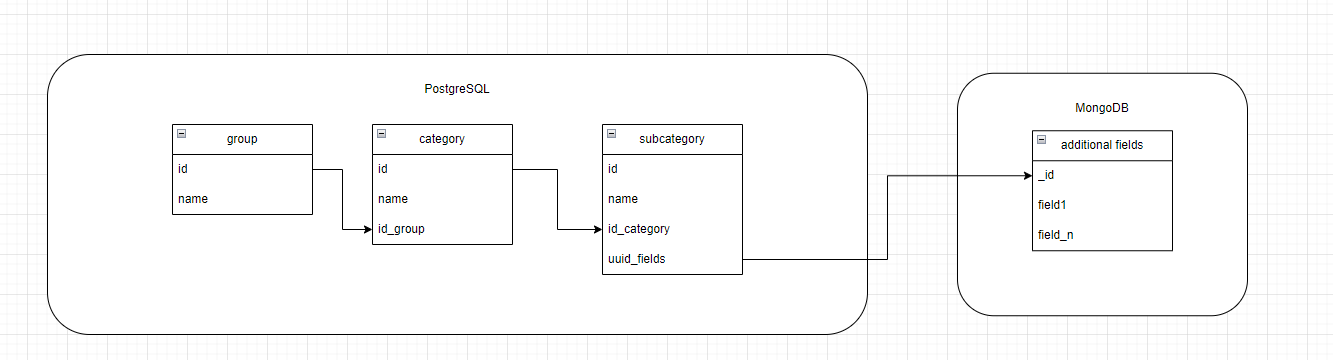 PostgreSQL
group
id
name
category
id
name
id_group
subcategory
id
name
id_category
uuid_fields
MongoDB
additional fields
_id
field1
field_n